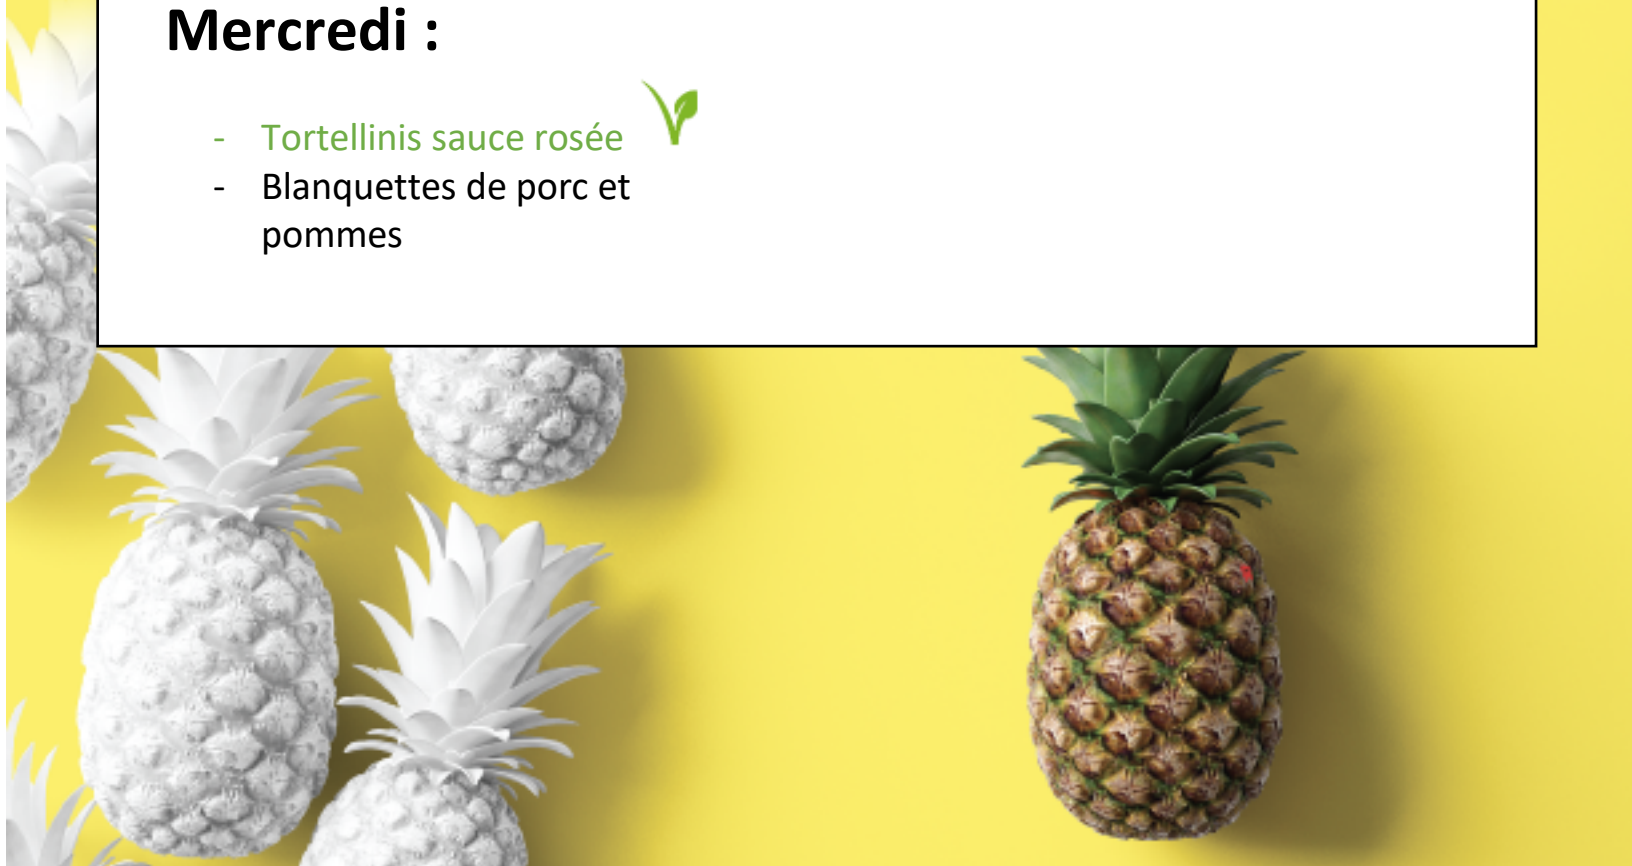 Mercredi :
- Tortellinis sauce rosée
- Blanquettes de porc et
pommes